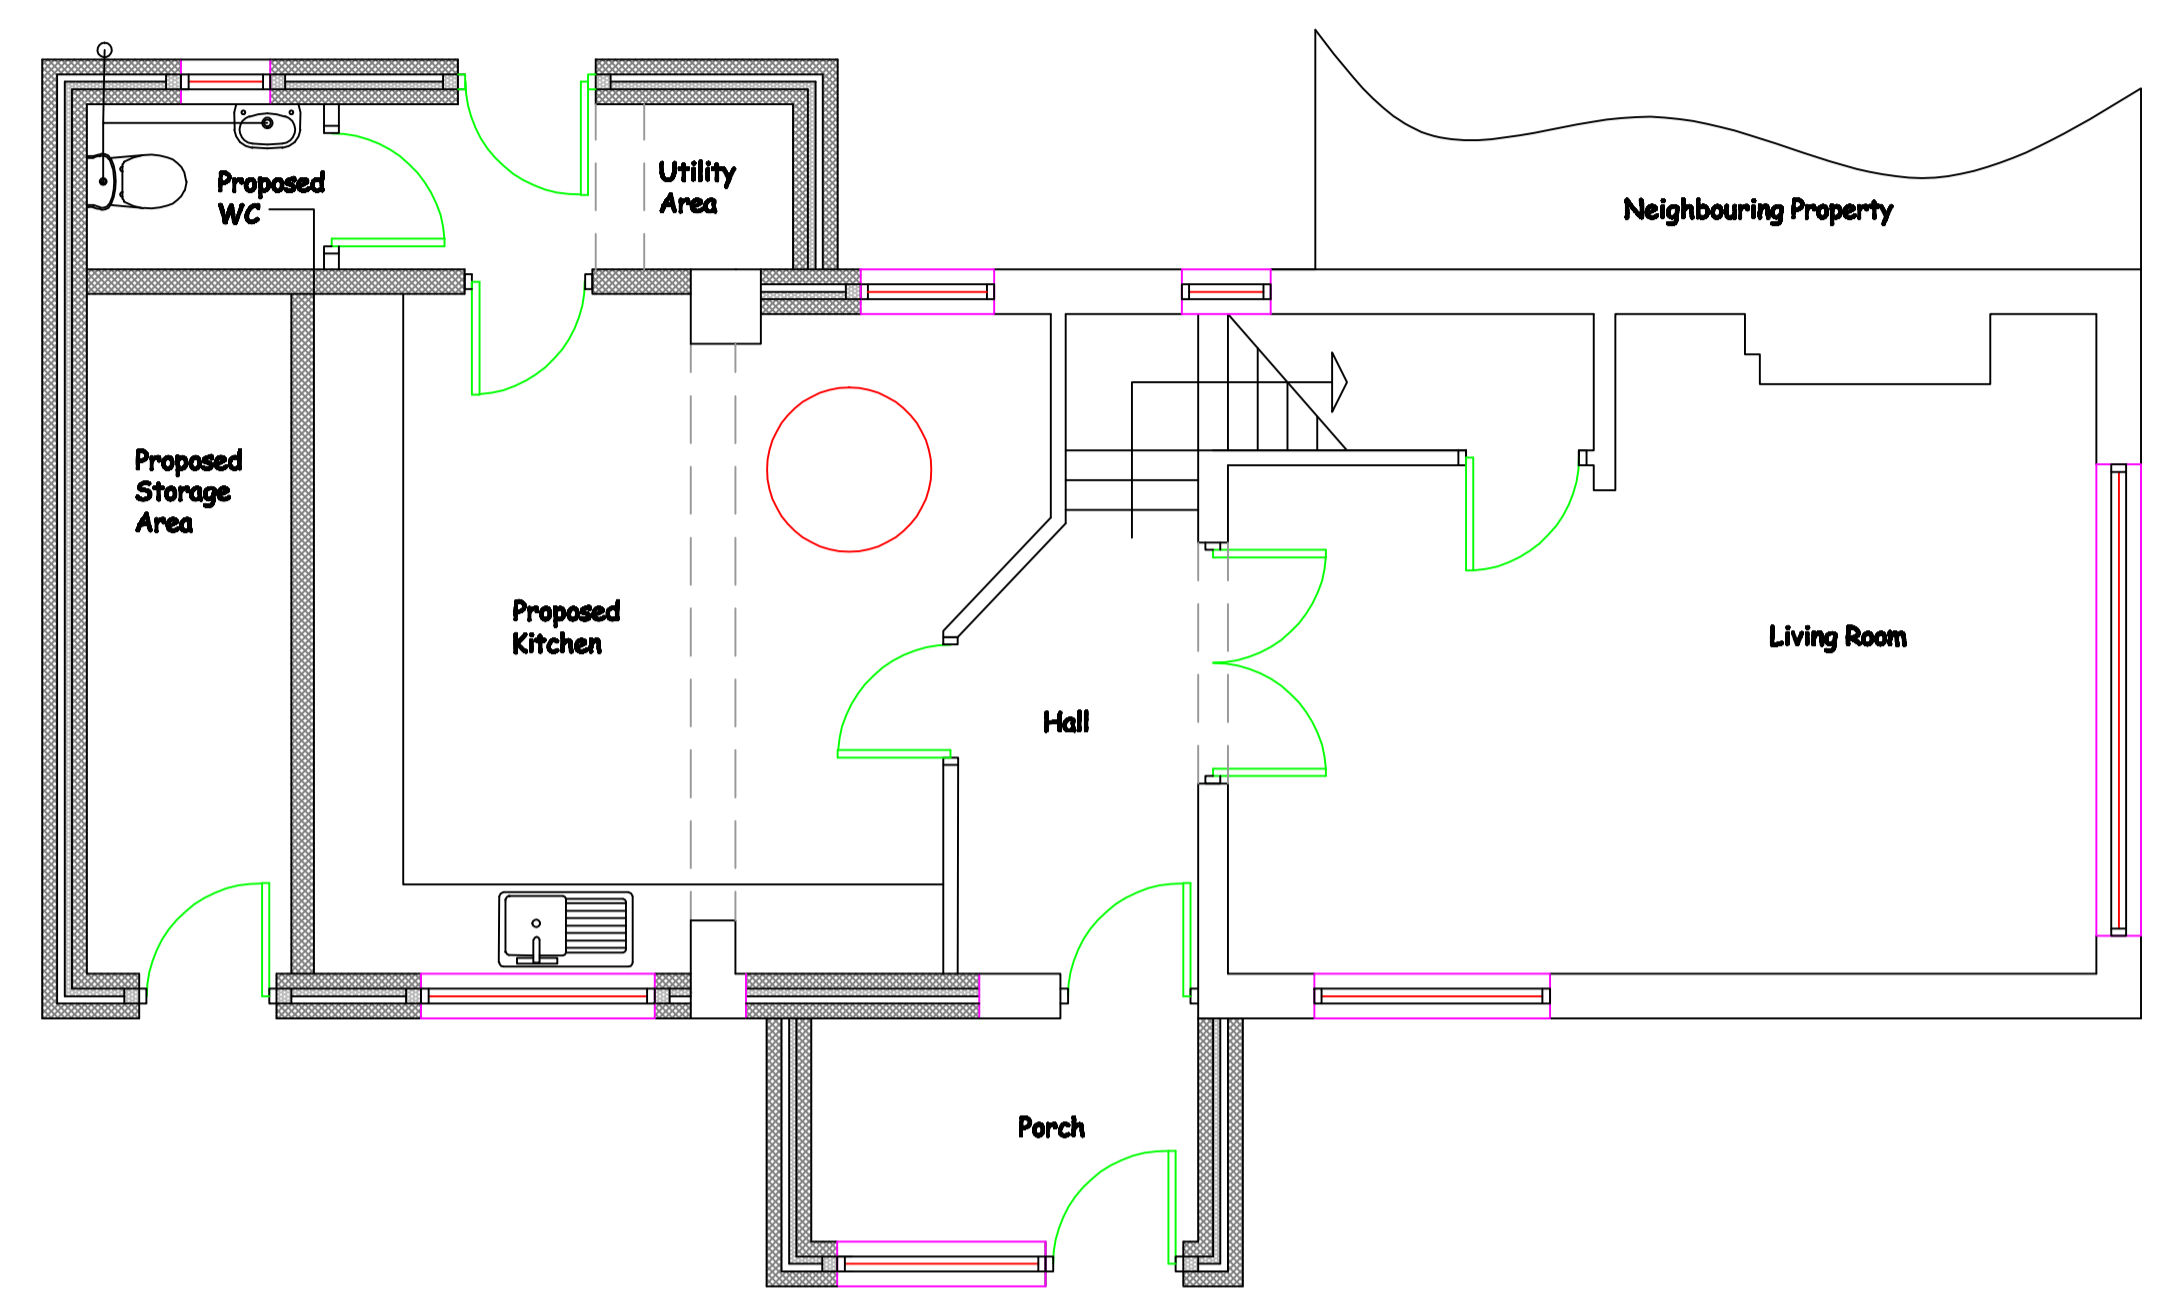 Proposed
WC
Utility
Area
Neighbouring Property
Proposed
Storage
Area
Proposed
Kitchen
Hall
Living Room
Porch